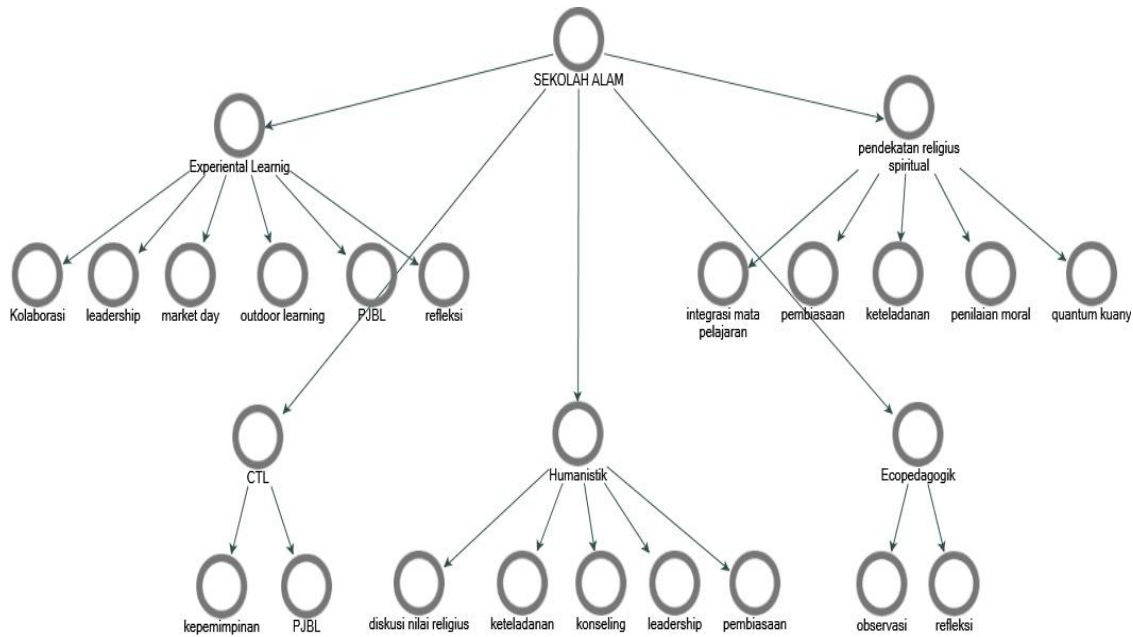 SEKOLAH ALAM
Experiental Learnig
pendekatan religius
spiritual
Kolaborasi
leadership
market day
outdoor learning
PJBL
refleksi
integrasi mata
pelajaran
pembiasaan
keteladanan
penilaian moral
quantum kuany
CTL
Humanistik
Ecopedagogik
kepemimpinan
PJBL
diskusi nilai religius
keteladanan
konseling
leadership
pembiasaan
observasi
refleksi